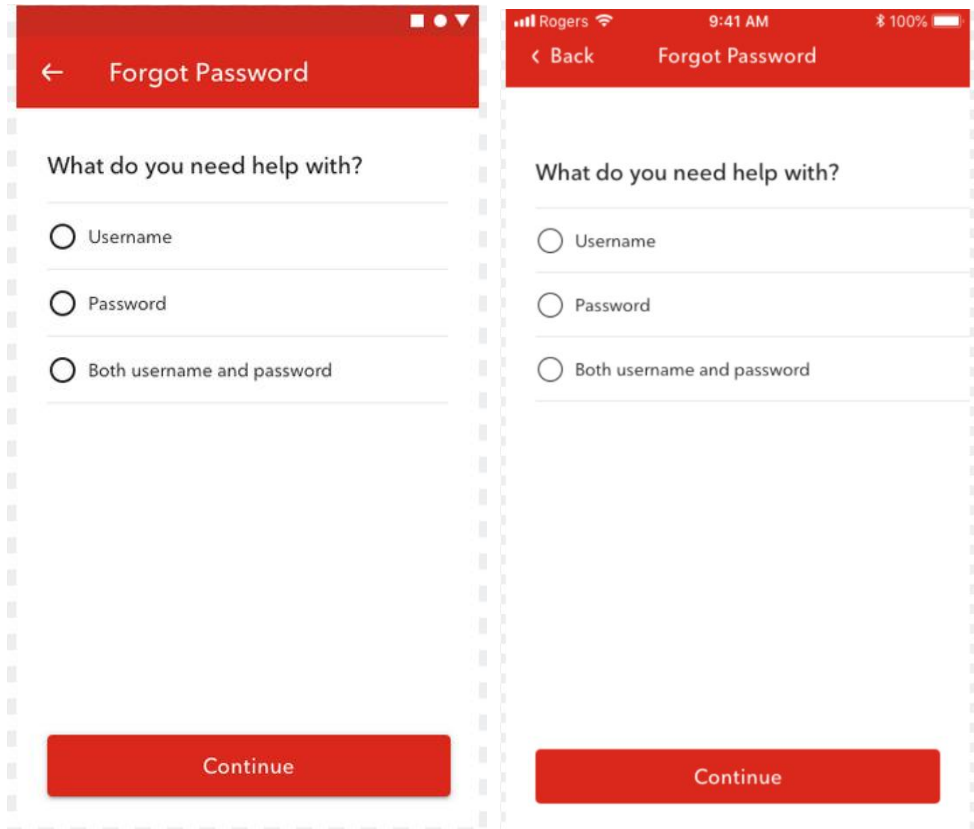 Forgot Password
What do you need help with?
Username
Password
Both username and password
Continue
Rogers 9:41 AM 100%
Back Forgot Password
What do you need help with?
Username
Password
Both username and password
Continue